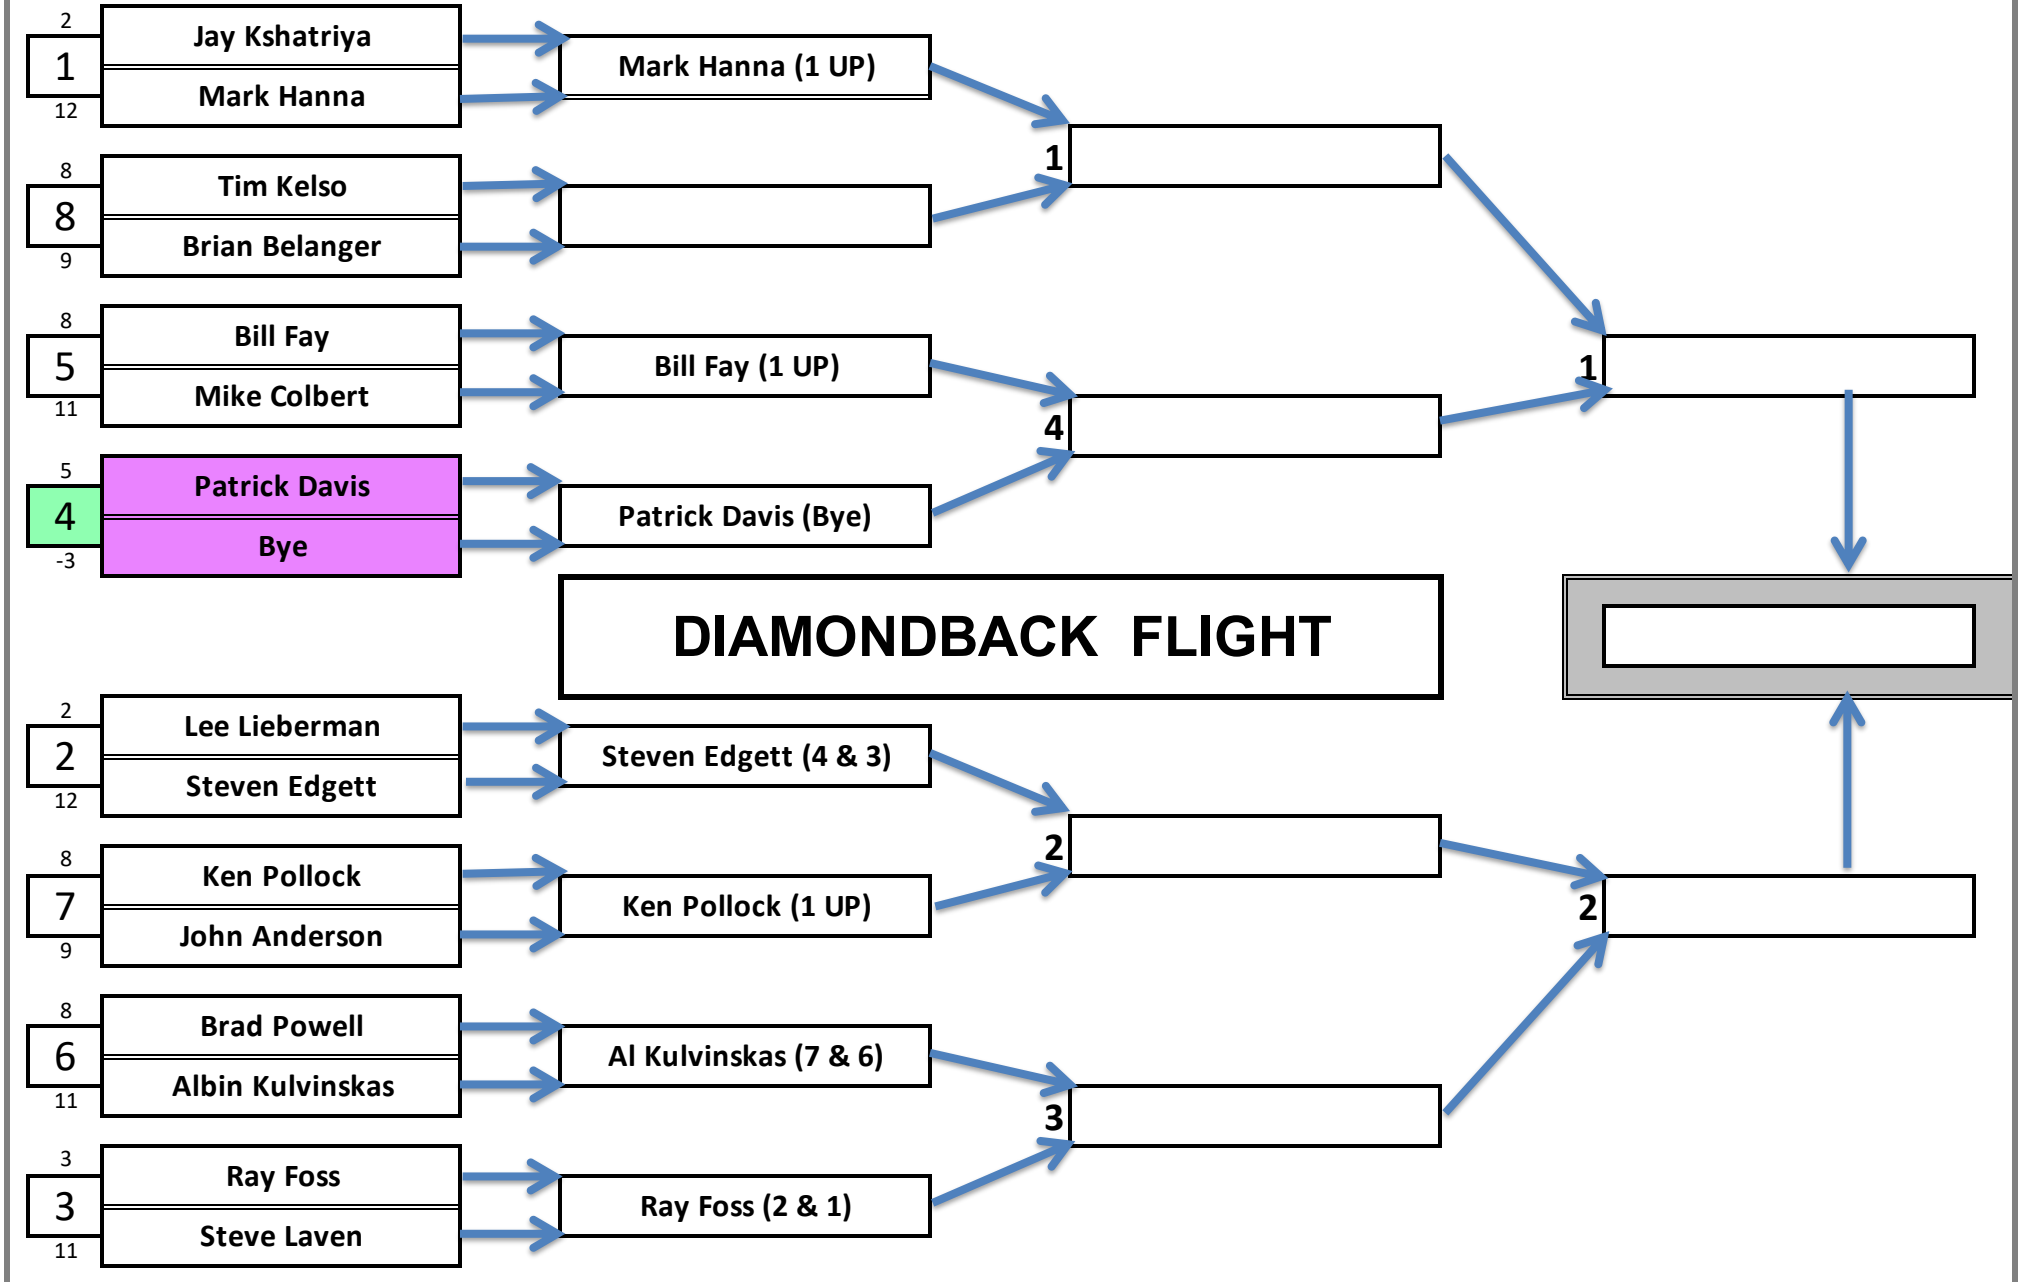 2
Jay Kshatriya
1
Mark Hanna
12
Mark Hanna (1 UP)
1
8
Tim Kelso
8
Brian Belanger
9
8
Bill Fay
5
Mike Colbert
11
Bill Fay (1 UP)
4
1
5
Patrick Davis
4
Bye
-3
Patrick Davis (Bye)
DIAMONDBACK FLIGHT
2
Lee Lieberman
2
Steven Edgett
12
Steven Edgett (4 & 3)
2
8
Ken Pollock
7
John Anderson
9
Ken Pollock (1 UP)
2
8
Brad Powell
6
Albin Kulvinskas
11
Al Kulvinskas (7 & 6)
3
3
Ray Foss
3
Steve Laven
11
Ray Foss (2 & 1)